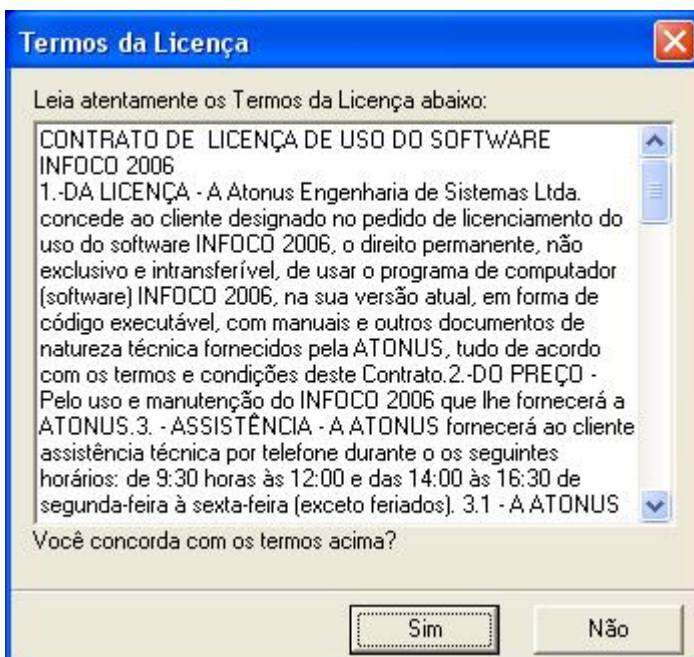 Termos da Licença
Leia atentamente os Termos da Licença abaixo:
CONTRATO DE LICENÇA DE USO DO SOFTWARE
INFOCO 2006
1.-DA LICENÇA - A Atonus Engenharia de Sistemas Ltda.
concede ao cliente designado no pedido de licenciamento do
uso do software INFOCO 2006, o direito permanente, não
exclusivo e intransferível, de usar o programa de computador
(software) INFOCO 2006, na sua versão atual, em forma de
código executável, com manuais e outros documentos de
natureza técnica fornecidos pela ATONUS, tudo de acordo
com os termos e condições deste Contrato.2.-DO PREÇO -
Pelo uso e manutenção do INFOCO 2006 que lhe fornecerá a
ATONUS.3. - ASSISTÊNCIA - A ATONUS fornecerá ao cliente
assistência técnica por telefone durante o os seguintes
horários: de 9:30 horas às 12:00 e das 14:00 às 16:30 de
segunda-feira à sexta-feira (exceto feriados). 3.1 - A ATONUS
Você concorda com os termos acima?
Sim
Não